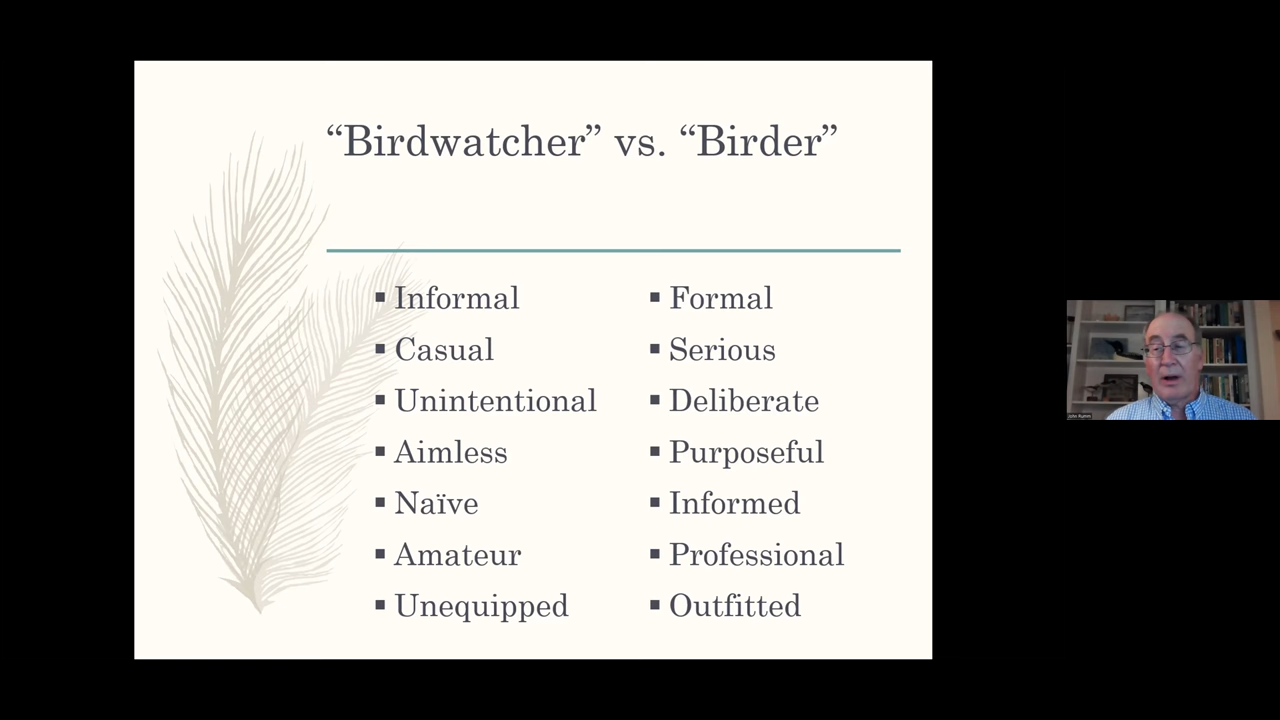 “Birdwatcher” vs. “Birder”
▪ Informal
▪ Casual
▪ Unintentional
▪ Aimless
▪ Naïve
▪ Amateur
▪ Unequipped
▪ Formal
▪ Serious
▪ Deliberate
▪ Purposeful
▪ Informed
▪ Professional
▪ Outfitted